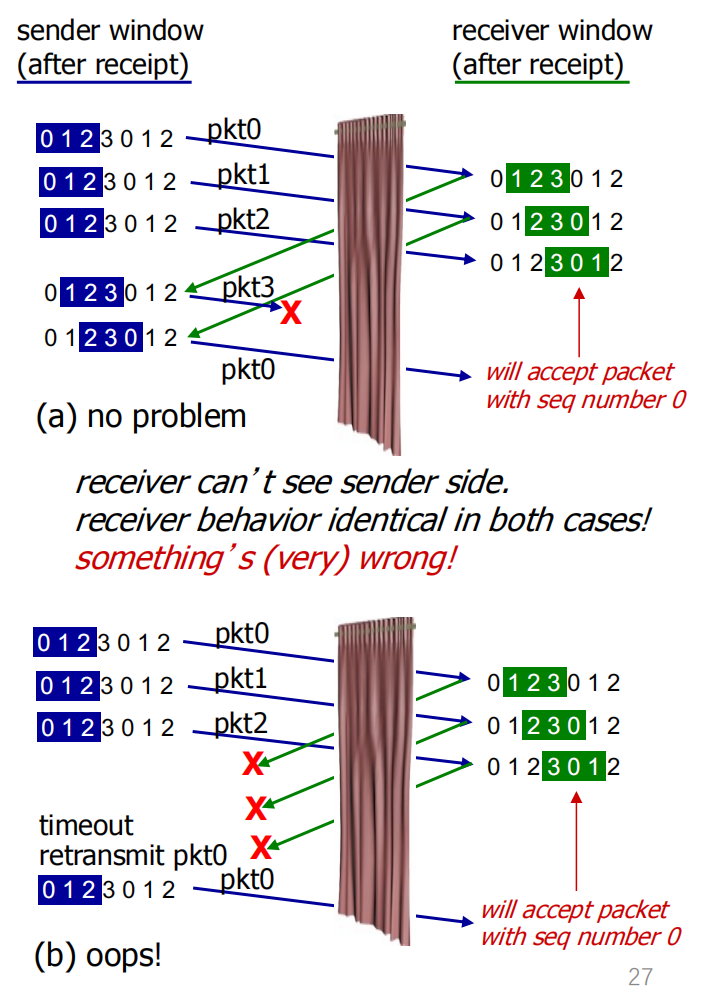 sender window
(after receipt)
receiver window
(after receipt)
0 1 2 3 0 1 2
pkt0
0 1 2 3 0 1 2
pkt1
0 1 2 3 0 1 2
0 1 2 3 0 1 2
pkt2
0 1 2 3 0 1 2
0 1 2 3 0 1 2
0 1 2 3 0 1 2
pkt3
X
0 1 2 3 0 1 2
pkt0
will accept packet
with seq number 0
(a) no problem
receiver can’t see sender side.
receiver behavior identical in both cases!
something’s (very) wrong!
0 1 2 3 0 1 2
pkt0
0 1 2 3 0 1 2
pkt1
0 1 2 3 0 1 2
0 1 2 3 0 1 2
pkt2
0 1 2 3 0 1 2
X
0 1 2 3 0 1 2
X
timeout
X
retransmit pkt0
0 1 2 3 0 1 2
pkt0
will accept packet
with seq number 0
(b) oops!
27